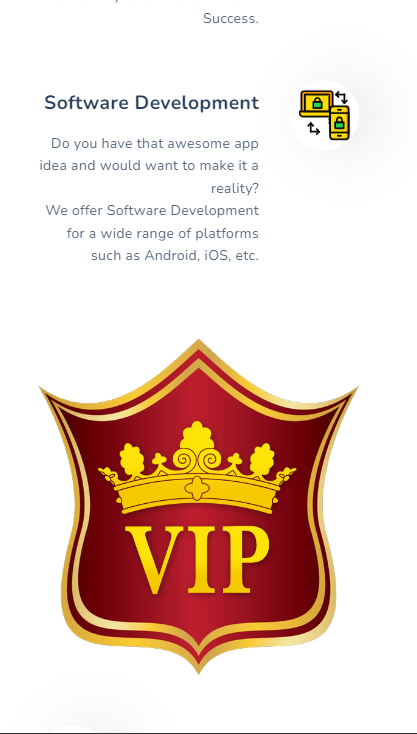 Success.
Software Development
Do you have that awesome app
idea and would want to make it a
reality?
We offer Software Development
for a wide range of platforms
such as Android, iOS, etc.
VIP